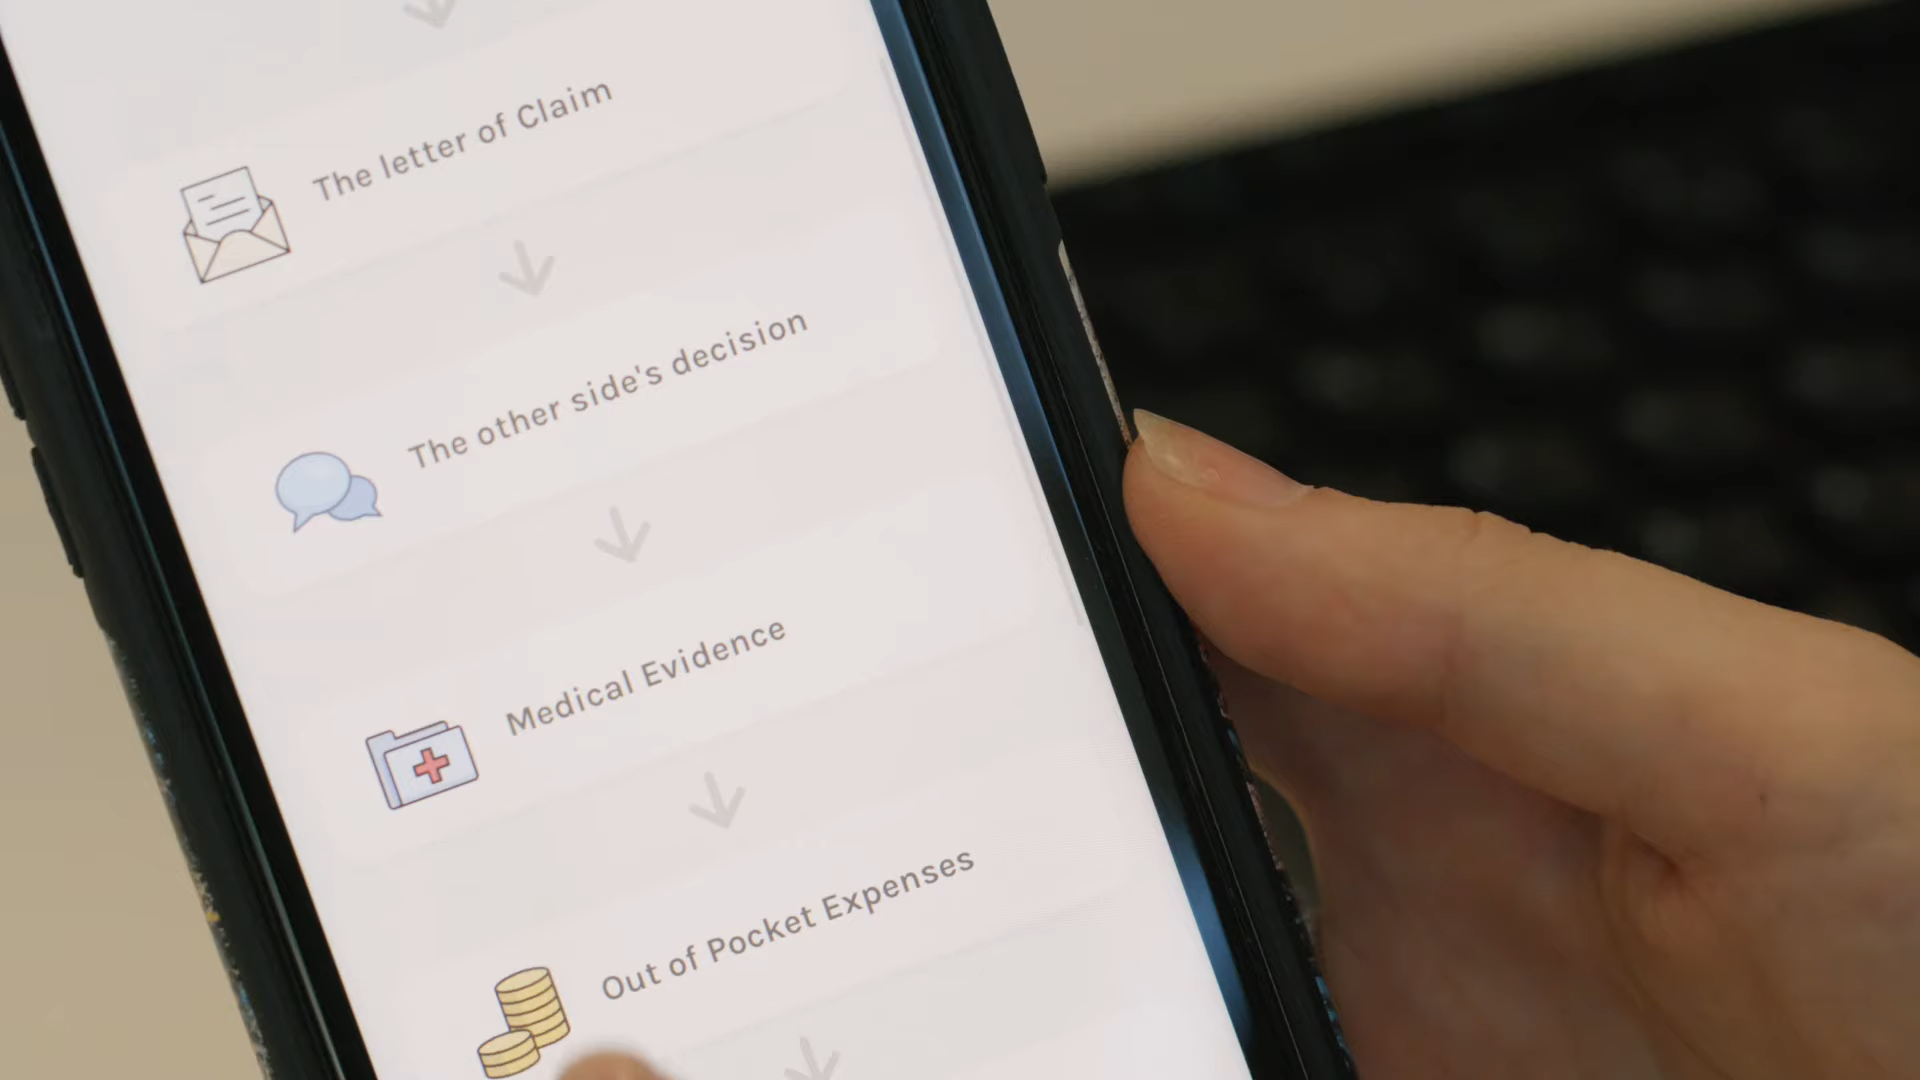 The letter of Claim
The other side's decision
Medical Evidence
Out of Pocket Expenses